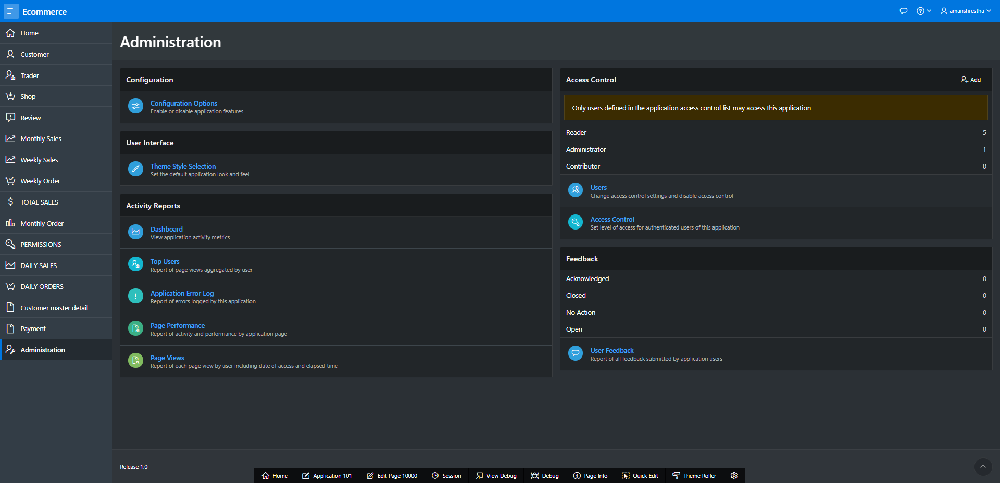 Ecommerce
amanshrestha
Home
Customer
Trader
Shop
Review
Monthly Sales
Weekly Sales
Weekly Order
TOTAL SALES
Monthly Order
PERMISSIONS
DAILY SALES
DAILY ORDERS
Customer master detail
Payment
Administration
Administration
Configuration
Configuration Options
Enable or disable application features
User Interface
Theme Style Selection
Set the default application look and feel
Activity Reports
Dashboard
View application activity metrics
Top Users
Report of page views aggregated by user
Application Error Log
Report of errors logged by this application
Page Performance
Report of activity and performance by application page
Page Views
Report of each page view by user including date of access and elapsed time
Access Control Add
Only users defined in the application access control list may access this application
Reader 5
Administrator 1
Contributor 0
Users
Change access control settings and disable access control
Access Control
Set level of access for authenticated users of this application
Feedback
Acknowledged 0
Closed 0
No Action 0
Open 0
User Feedback
Report of all feedback submitted by application users
Release 1.0
Home Application 101 Edit Page 10000 Session View Debug Debug Page Info Quick Edit Theme Roller